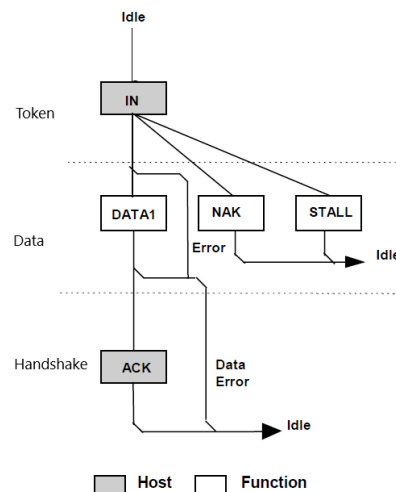 Idle
IN
Token
DATA1
NAK
STALL
Data
Error
Idle
Handshake
ACK
Data
Error
Idle
Host
Function